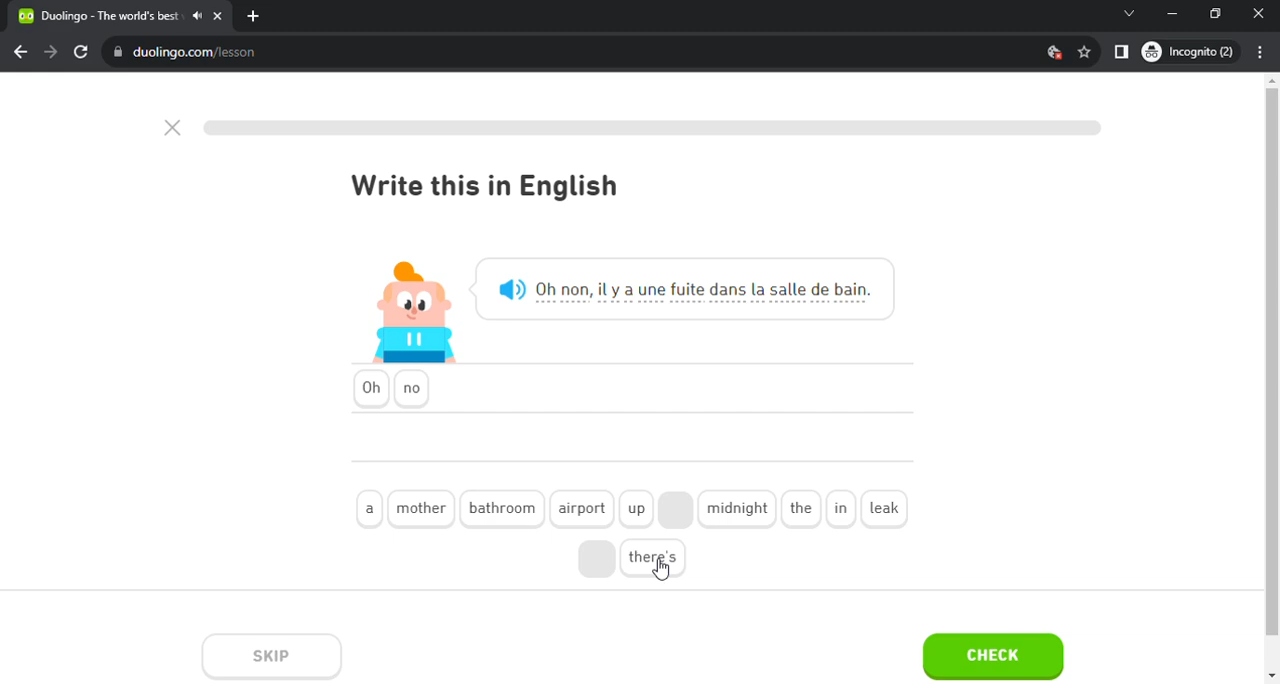 Duolingo - The world's best
duolingo.com/lesson
Incognito (2)
Write this in English
Oh non, il y a une fuite dans la salle de bain.
Oh no
a mother bathroom airport up midnight the in leak
there's
SKIP
CHECK